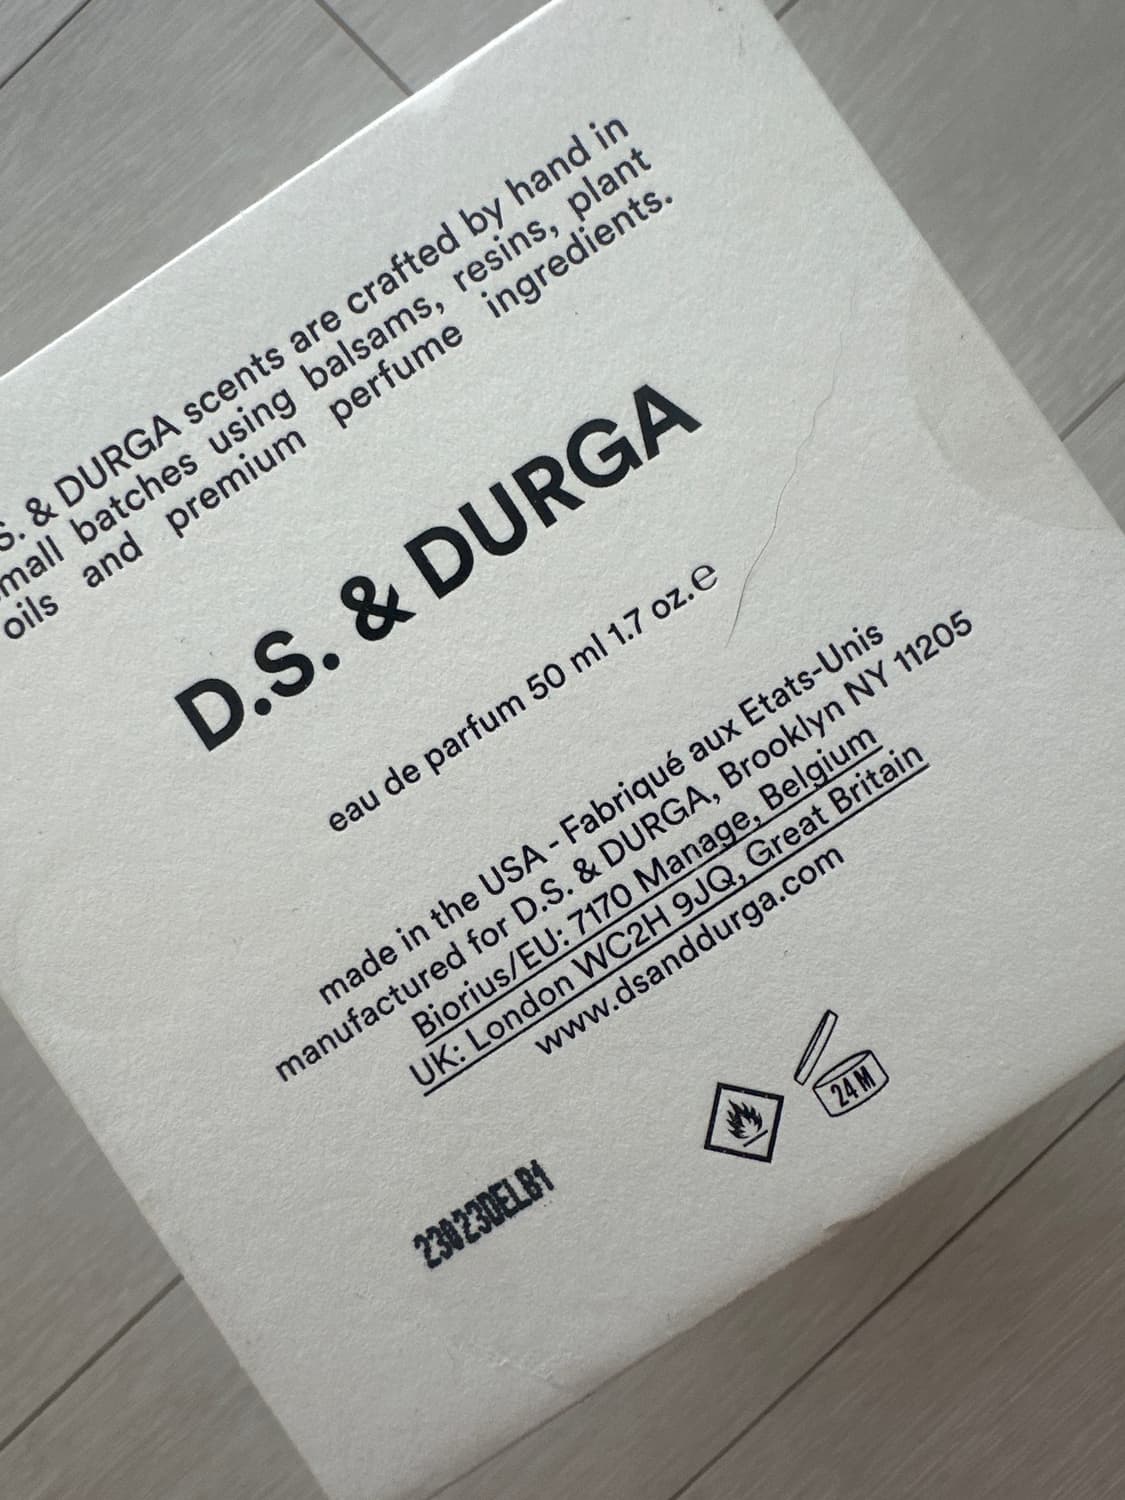 S. & DURGA scents are crafted by hand in
mall batches using balsams, resins, plant
oils and premium perfume ingredients.
D.S. & DURGA
eau de parfum 50 ml 1.7 oz.℮
made in the USA - Fabriqué aux Etats-Unis
manufactured for D.S. & DURGA, Brooklyn NY 11205
Biorius/EU: 7170 Manage, Belgium
UK: London WC2H 9JQ, Great Britain
www.dsanddurga.com
24 M